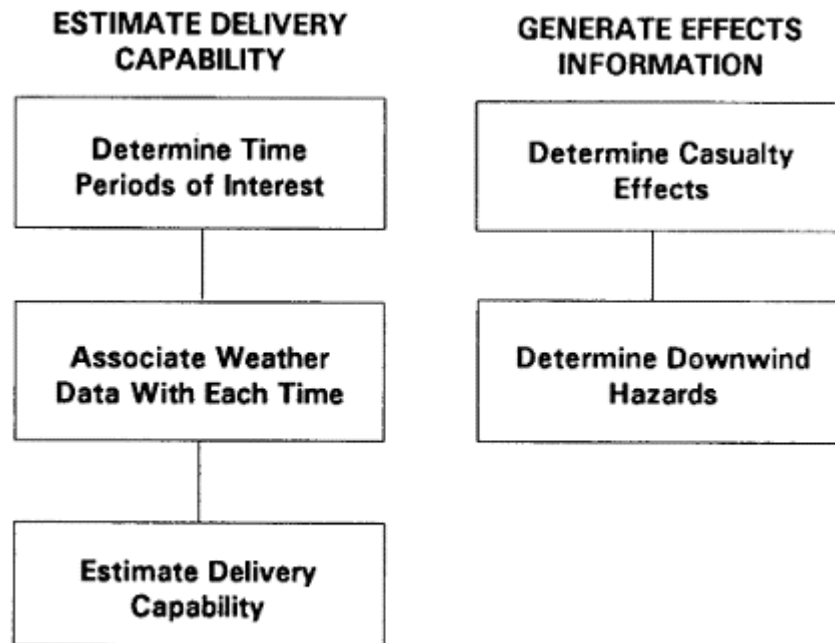 ESTIMATE DELIVERY
CAPABILITY
Determine Time
Periods of Interest
Associate Weather
Data With Each Time
Estimate Delivery
Capability
GENERATE EFFECTS
INFORMATION
Determine Casualty
Effects
Determine Downwind
Hazards